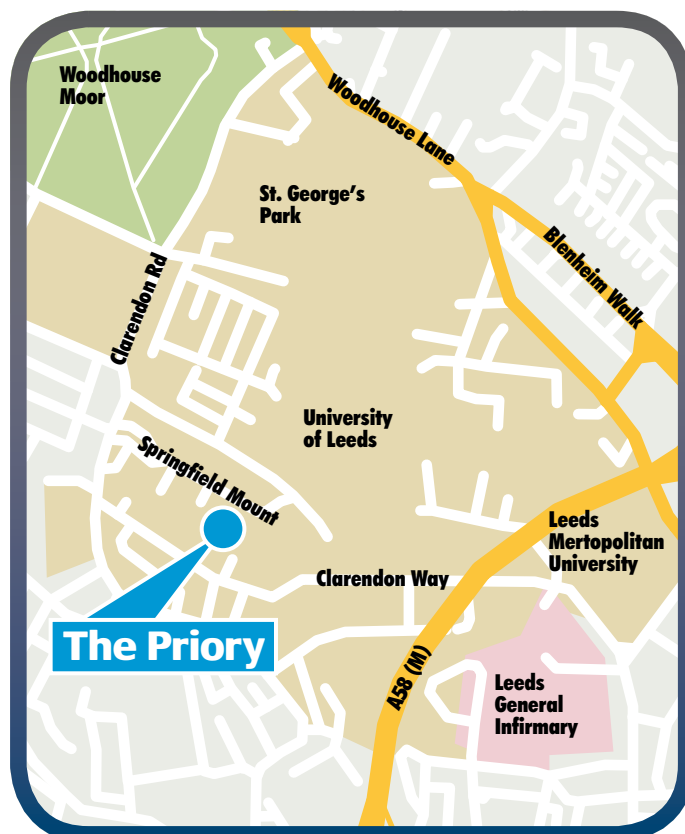 Woodhouse
Moor
Woodhouse Lane
St. George's
Park
Blenheim Walk
Clarendon Rd
University
of Leeds
Springfield Mount
Leeds
Mertopolitan
University
Clarendon Way
The Priory
A58 (M)
Leeds
General
Infirmary